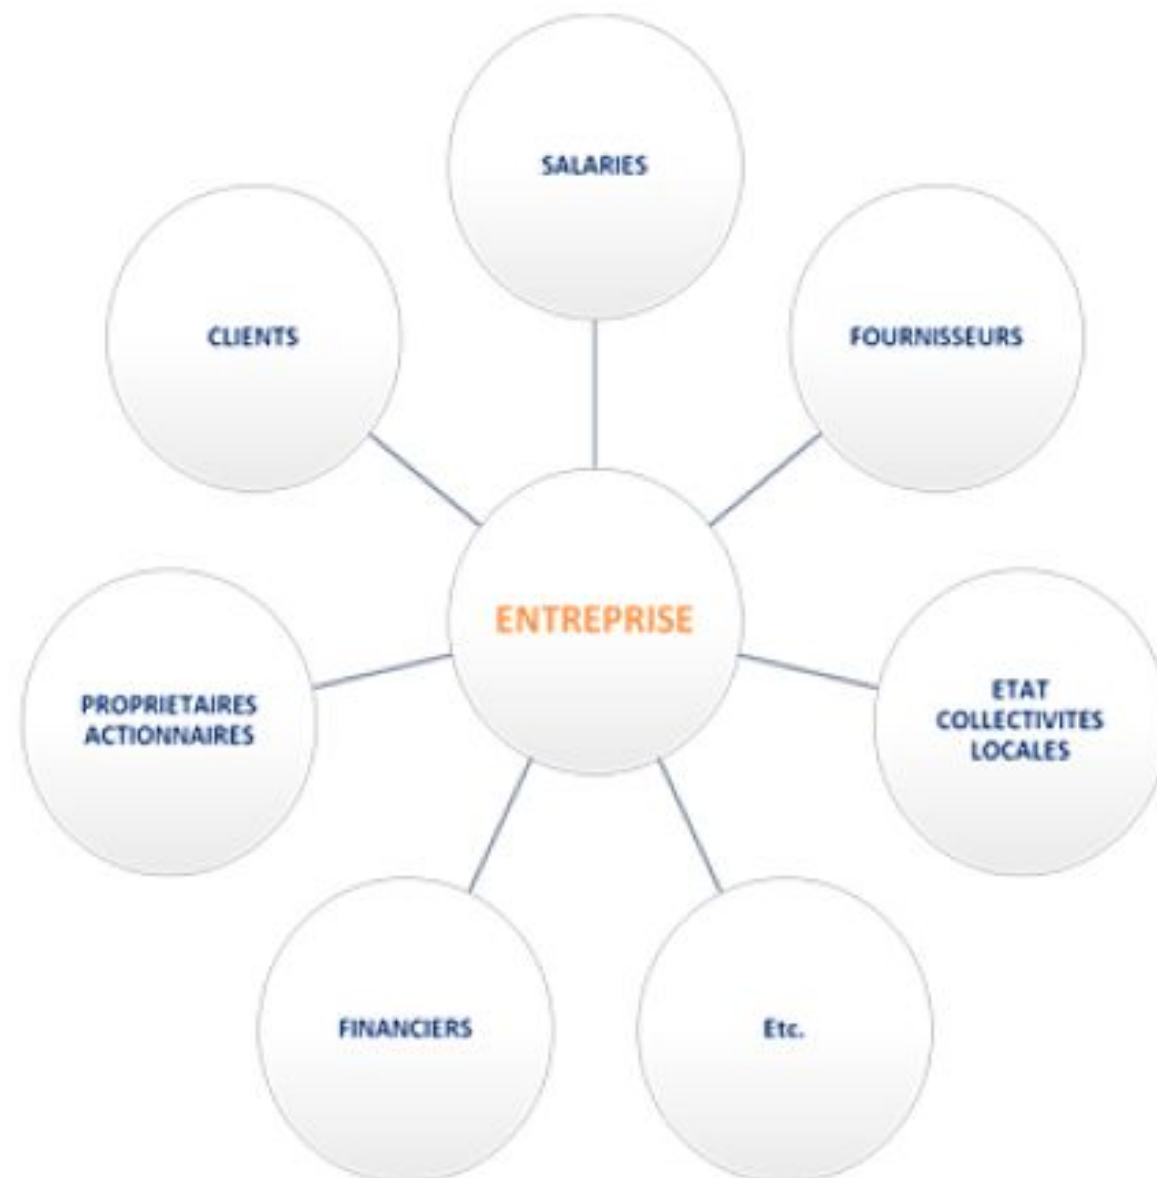 SALARIES
CLIENTS
FOURNISSEURS
ENTREPRISE
PROPRIETAIRES
ACTIONNAIRES
ETAT
COLLECTIVITES
LOCALES
FINANCIERS
Etc.